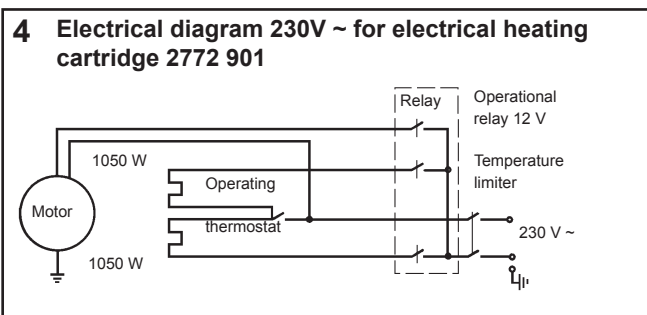 4 Electrical diagram 230V ~ for electrical heating
cartridge 2772 901
Relay
Operational
relay 12 V
1050 W
Temperature
limiter
Operating
thermostat
Motor
230 V ~
1050 W